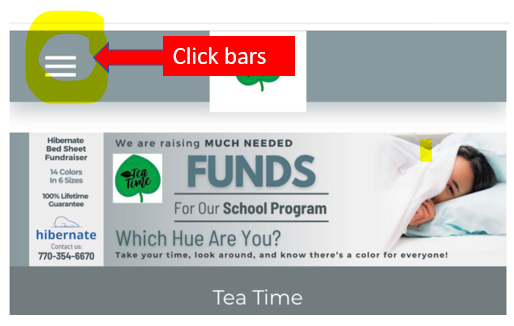 Click bars
Hibernate
Bed Sheet
Fundraiser
14 Colors
In 6 Sizes
100% Lifetime
Guarantee
hibernate
Contact us:
770-354-6670
We are raising MUCH NEEDED
Tea
Time
FUNDS
For Our School Program
Which Hue Are You?
Take your time, look around, and know there's a color for everyone!
Tea Time